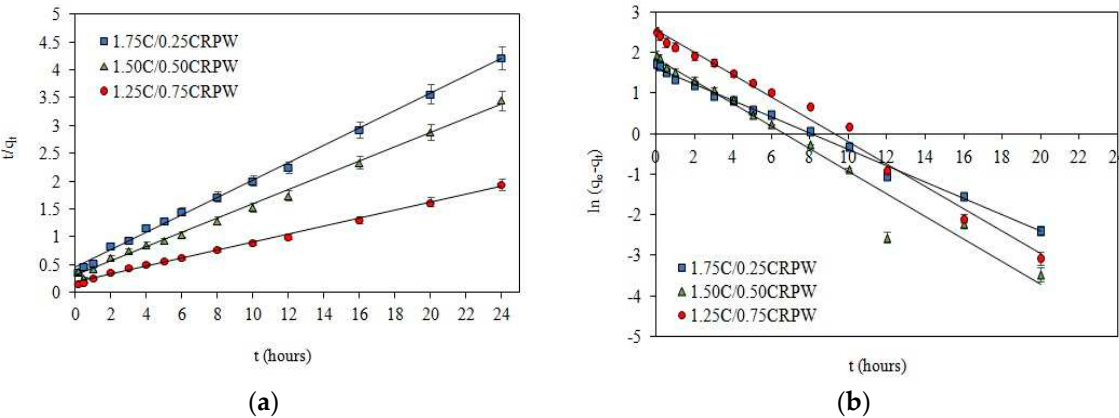 5
4.5
4
3.5
3
2.5
2
1.5
1
0.5
0
t/qt
1.75C/0.25CRPW
1.50C/0.50CRPW
1.25C/0.75CRPW
0 2 4 6 8 10 12 14 16 18 20 22 24
t (hours)
(a)
3
2
1
0
-1
-2
-3
-4
-5
ln (qe-qt)
0 2 4 6 8 10 12 14 16 18 20 22 2
1.75C/0.25CRPW
1.50C/0.50CRPW
1.25C/0.75CRPW
t (hours)
(b)